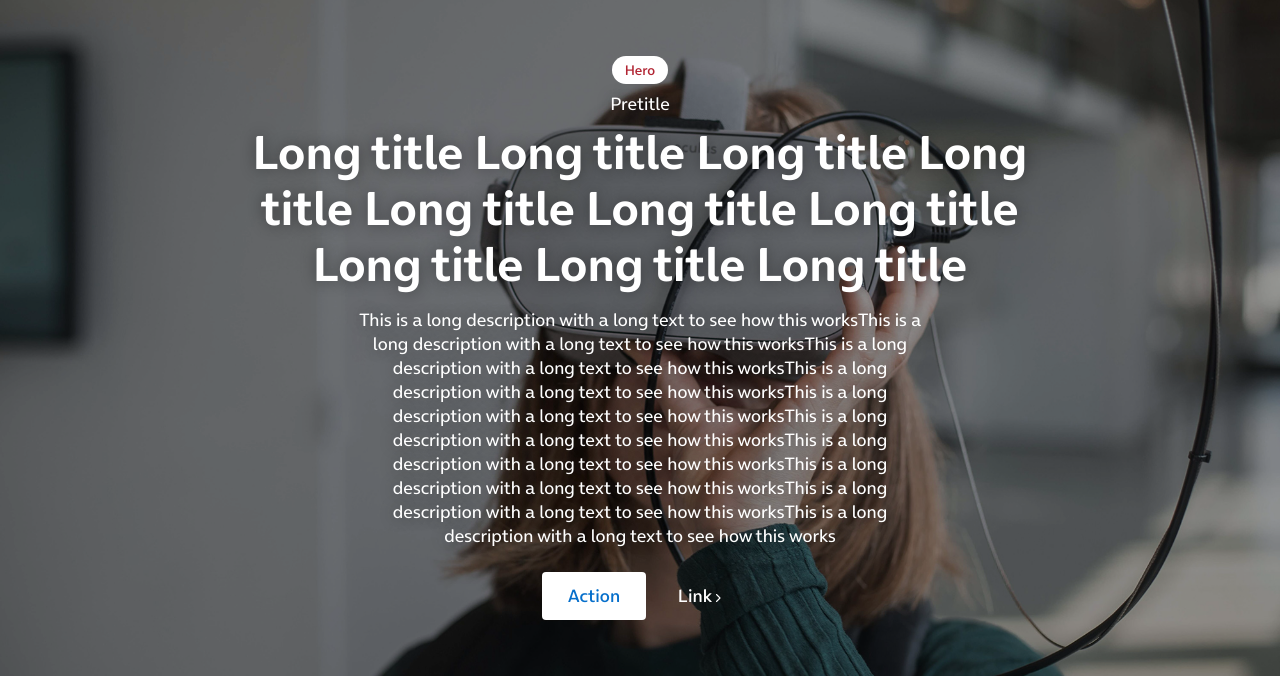 Hero
Pretitle
Long title Long title Long title Long
title Long title Long title Long title
Long title Long title Long title
This is a long description with a long text to see how this worksThis is a
long description with a long text to see how this worksThis is a long
description with a long text to see how this worksThis is a long
description with a long text to see how this worksThis is a long
description with a long text to see how this worksThis is a long
description with a long text to see how this worksThis is a long
description with a long text to see how this worksThis is a long
description with a long text to see how this worksThis is a long
description with a long text to see how this worksThis is a long
description with a long text to see how this works
Action
Link